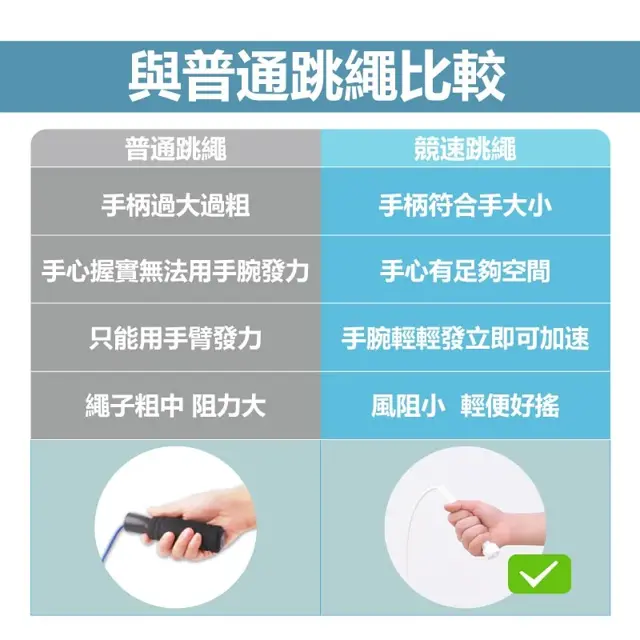 與普通跳繩比較
普通跳繩
競速跳繩
手柄過大過粗
手柄符合手大小
手心握實無法用手腕發力
手心有足夠空間
只能用手臂發力
手腕輕輕發立即可加速
繩子粗中 阻力大
風阻小 輕便好搖